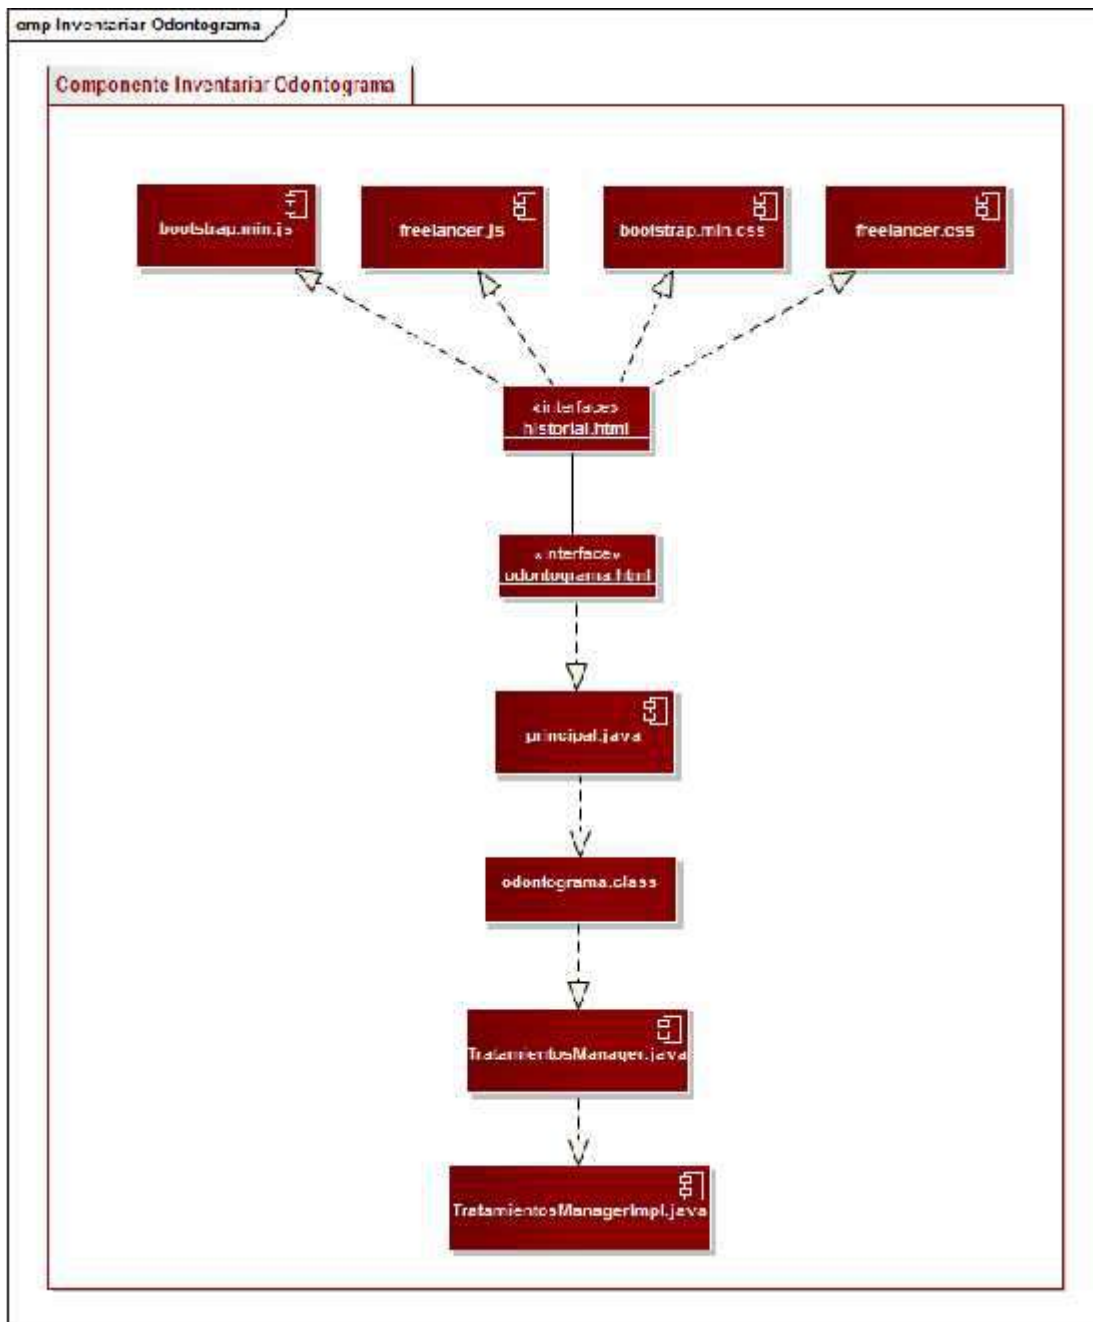 cmp Inventariar Odontograma
Componente Inventariar Odontograma
bootstrap.min.js
freelancer.js
bootstrap.min.css
freelancer.css
«interface»
historial.html
«interface»
odontograma.html
principal.java
odontograma.class
TratamientosManager.java
TratamientosManagerImpl.java